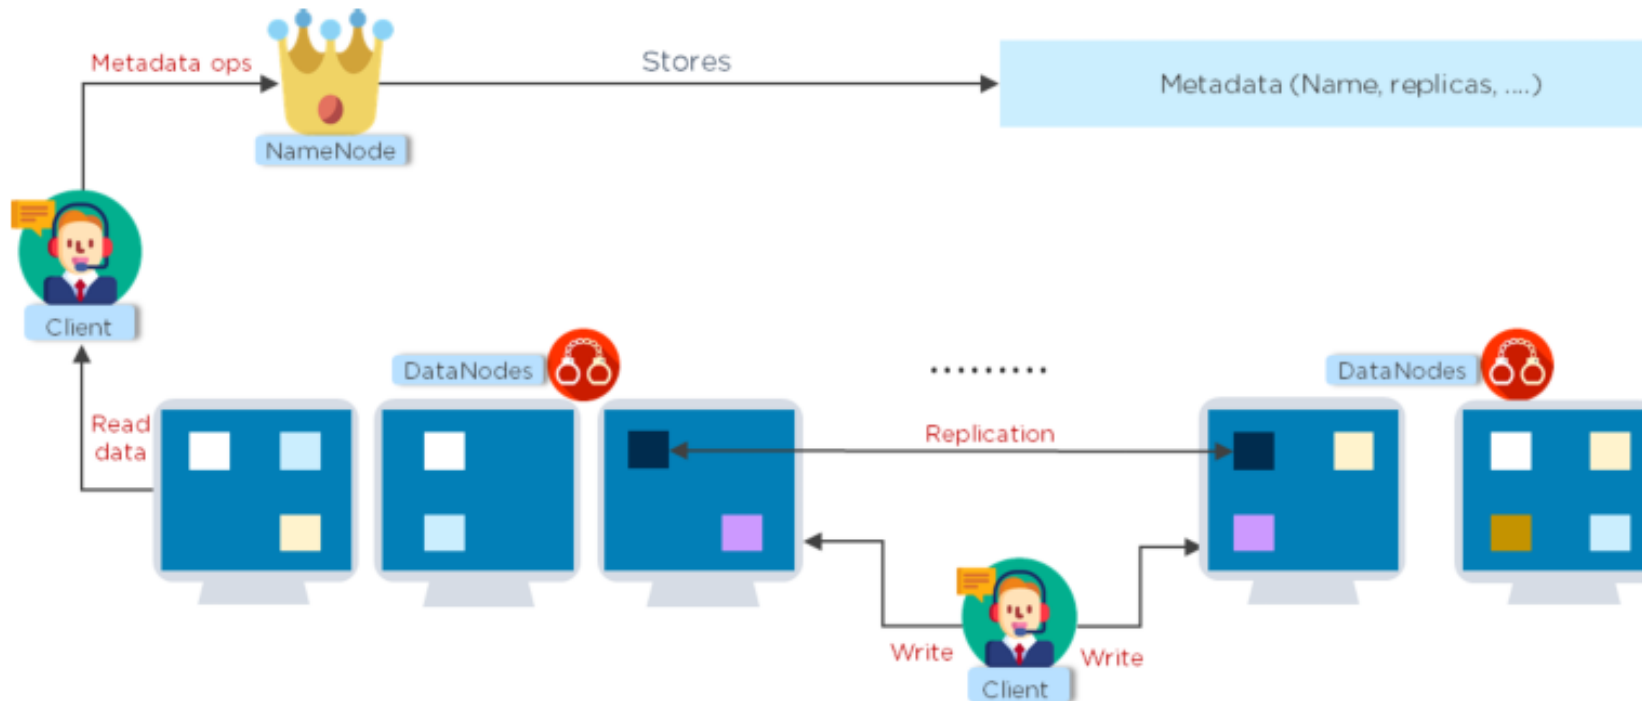 Metadata ops
Stores
Metadata (Name, replicas, ....)
NameNode
Client
DataNodes
.........
DataNodes
Read
data
Replication
Write
Write
Client